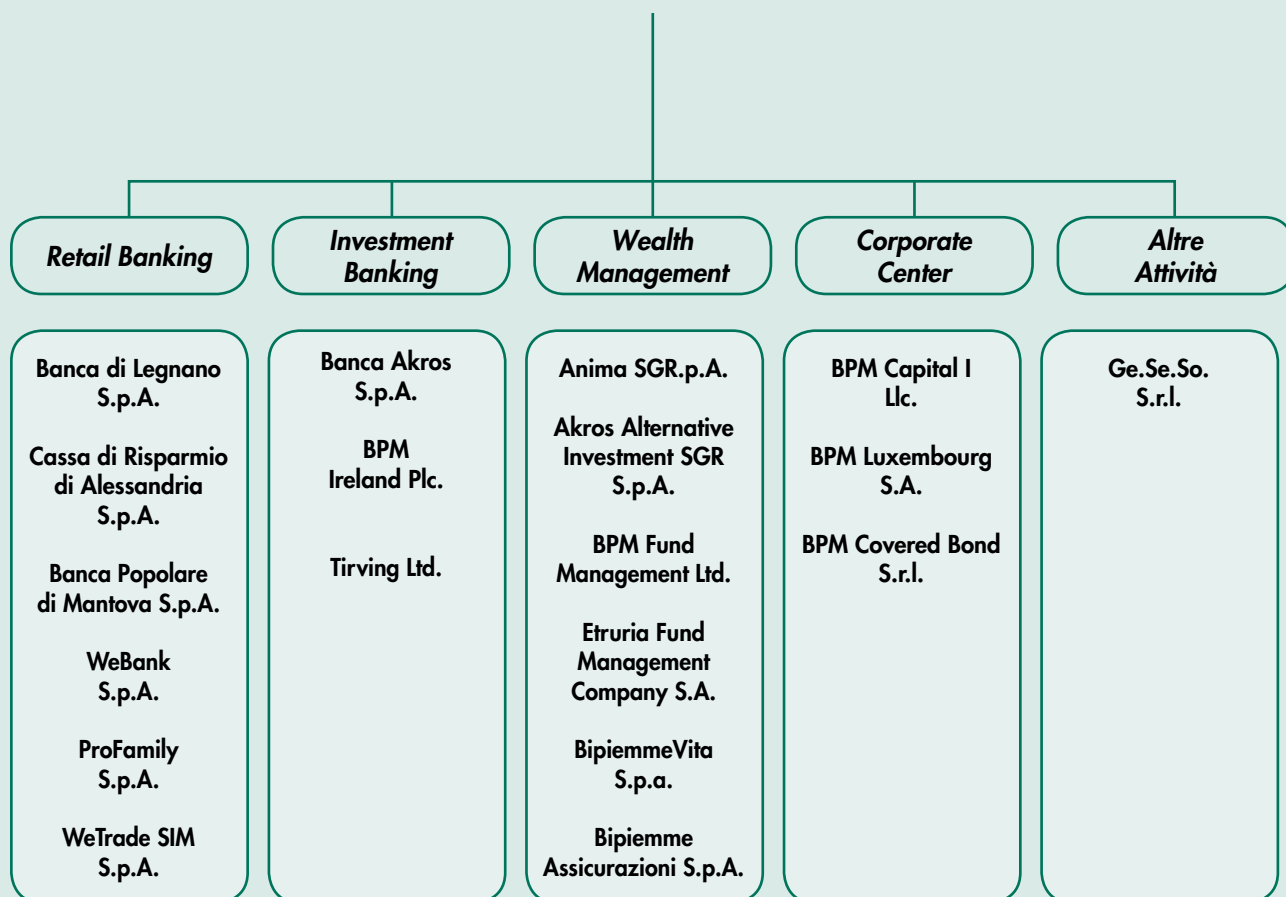 Retail Banking
Investment
Banking
Wealth
Management
Corporate
Center
Altre
Attività
Banca di Legnano
S.p.A.
Cassa di Risparmio
di Alessandria
S.p.A.
Banca Popolare
di Mantova S.p.A.
WeBank
S.p.A.
ProFamily
S.p.A.
WeTrade SIM
S.p.A.
Banca Akros
S.p.A.
BPM
Ireland Plc.
Tirving Ltd.
Anima SGR.p.A.
Akros Alternative
Investment SGR
S.p.A.
BPM Fund
Management Ltd.
Etruria Fund
Management
Company S.A.
BipiemmeVita
S.p.a.
Bipiemme
Assicurazioni S.p.A.
BPM Capital I
Llc.
BPM Luxembourg
S.A.
BPM Covered Bond
S.r.l.
Ge.Se.So.
S.r.l.